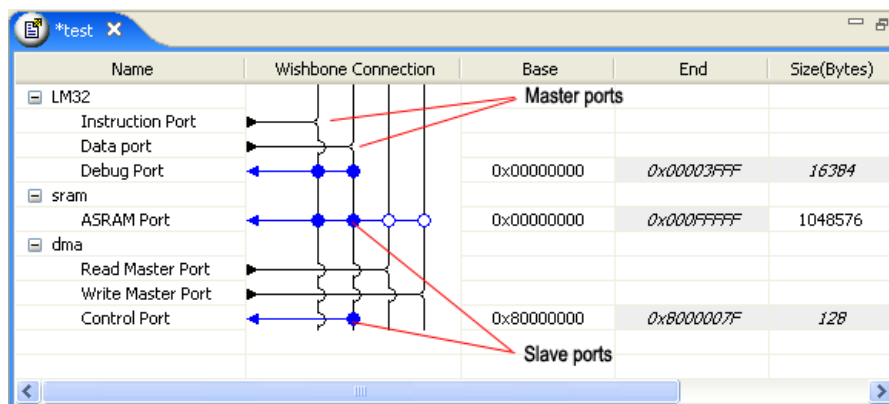 *test
Name Wishbone Connection Base End Size(Bytes)
LM32 Master ports
Instruction Port
Data port
Debug Port 0x00000000 0x00003FFF 16384
sram
ASRAM Port 0x00000000 0x000FFFFF 1048576
dma
Read Master Port
Write Master Port
Control Port 0x80000000 0x8000007F 128
Slave ports